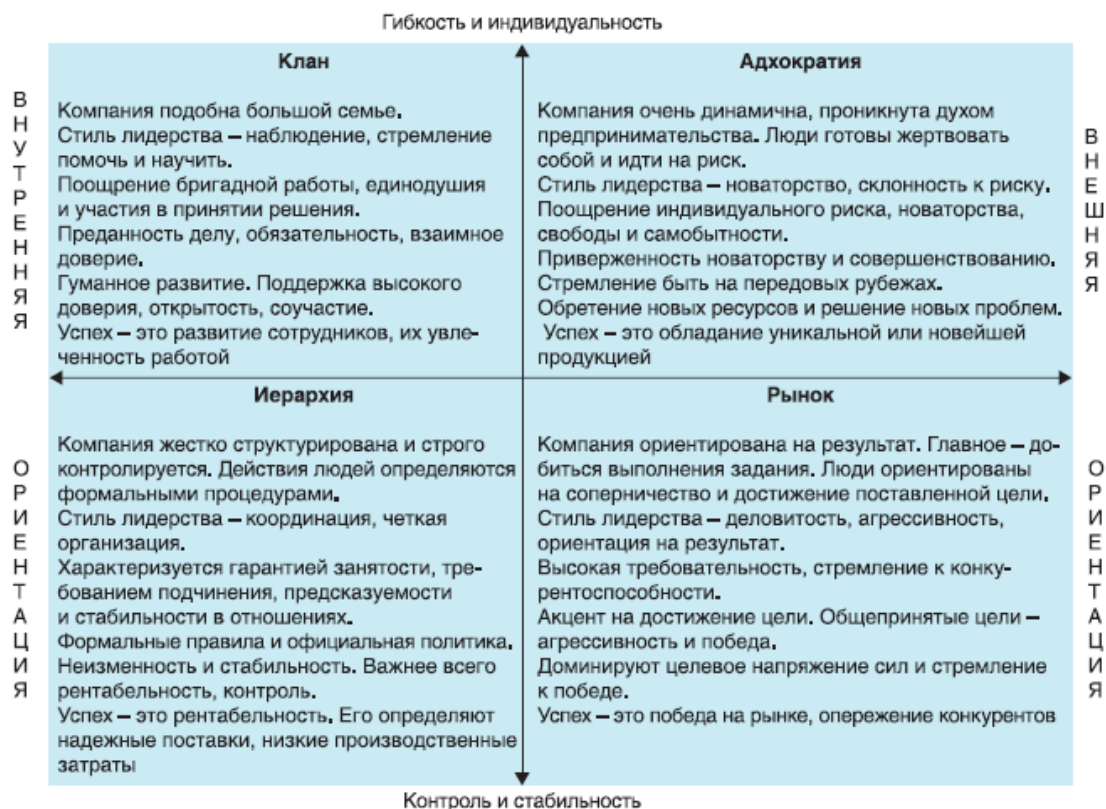 Гибкость и индивидуальность
ВНУТРЕННЯЯ
Клан
Компания подобна большой семье.
Стиль лидерства – наблюдение, стремление
помочь и научить.
Поощрение бригадной работы, единодушия
и участия в принятии решения.
Преданность делу, обязательность, взаимное
доверие.
Гуманное развитие. Поддержка высокого
доверия, открытость, соучастие.
Успех – это развитие сотрудников, их увле-
ченность работой
Адхократия
Компания очень динамична, проникнута духом
предпринимательства. Люди готовы жертвовать
собой и идти на риск.
Стиль лидерства – новаторство, склонность к риску.
Поощрение индивидуального риска, новаторства,
свободы и самобытности.
Приверженность новаторству и совершенствованию.
Стремление быть на передовых рубежах.
Обретение новых ресурсов и решение новых проблем.
Успех – это обладание уникальной или новейшей
продукцией
ВНЕШНЯЯ
ОРИЕНТАЦИЯ
Иерархия
Компания жестко структурирована и строго
контролируется. Действия людей определяются
формальными процедурами.
Стиль лидерства – координация, четкая
организация.
Характеризуется гарантией занятости, тре-
бованием подчинения, предсказуемости
и стабильности в отношениях.
Формальные правила и официальная политика.
Неизменность и стабильность. Важнее всего
рентабельность, контроль.
Успех – это рентабельность. Его определяют
надежные поставки, низкие производственные
затраты
Рынок
Компания ориентирована на результат. Главное – до-
биться выполнения задания. Люди ориентированы
на соперничество и достижение поставленной цели.
Стиль лидерства – деловитость, агрессивность,
ориентация на результат.
Высокая требовательность, стремление к конку-
рентоспособности.
Акцент на достижение цели. Общепринятые цели –
агрессивность и победа.
Доминируют целевое напряжение сил и стремление
к победе.
Успех – это победа на рынке, опережение конкурентов
ОРИЕНТАЦИЯ
Контроль и стабильность